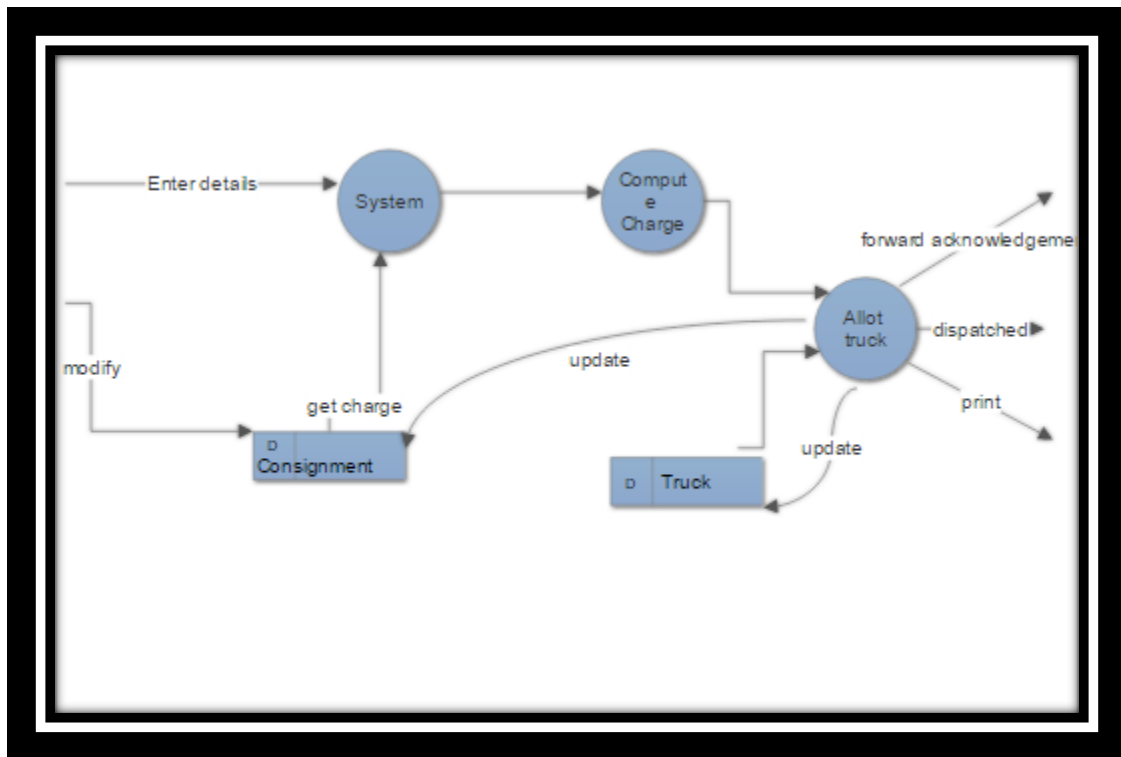 Enter details
System
Comput
e
Charge
forward acknowledgeme
Allot
truck
dispatched
update
modify
print
get charge
update
D
Consignment
D Truck